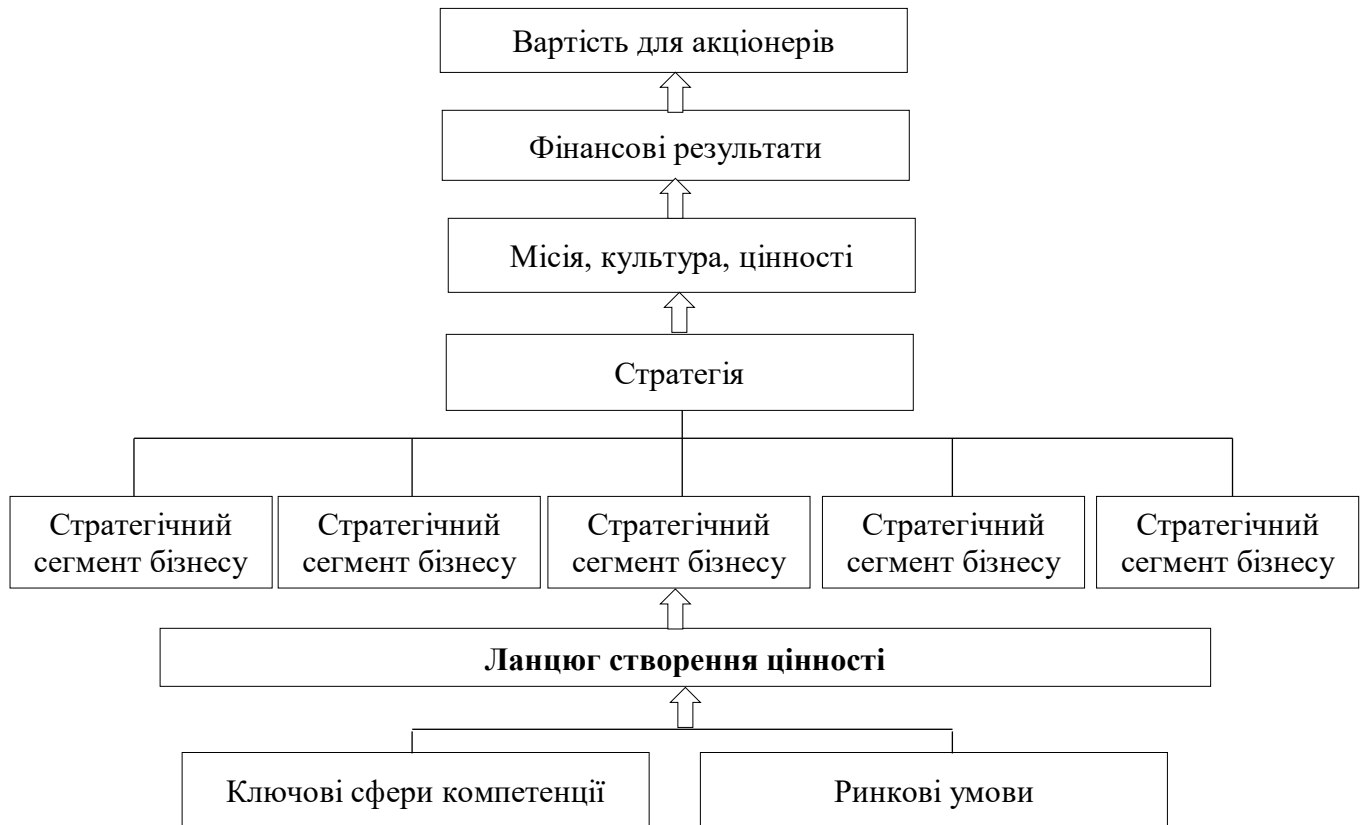 Вартість для акціонерів
Фінансові результати
Місія, культура, цінності
Стратегія
Стратегічний
сегмент бізнесу
Стратегічний
сегмент бізнесу
Стратегічний
сегмент бізнесу
Стратегічний
сегмент бізнесу
Стратегічний
сегмент бізнесу
Ланцюг створення цінності
Ключові сфери компетенції
Ринкові умови